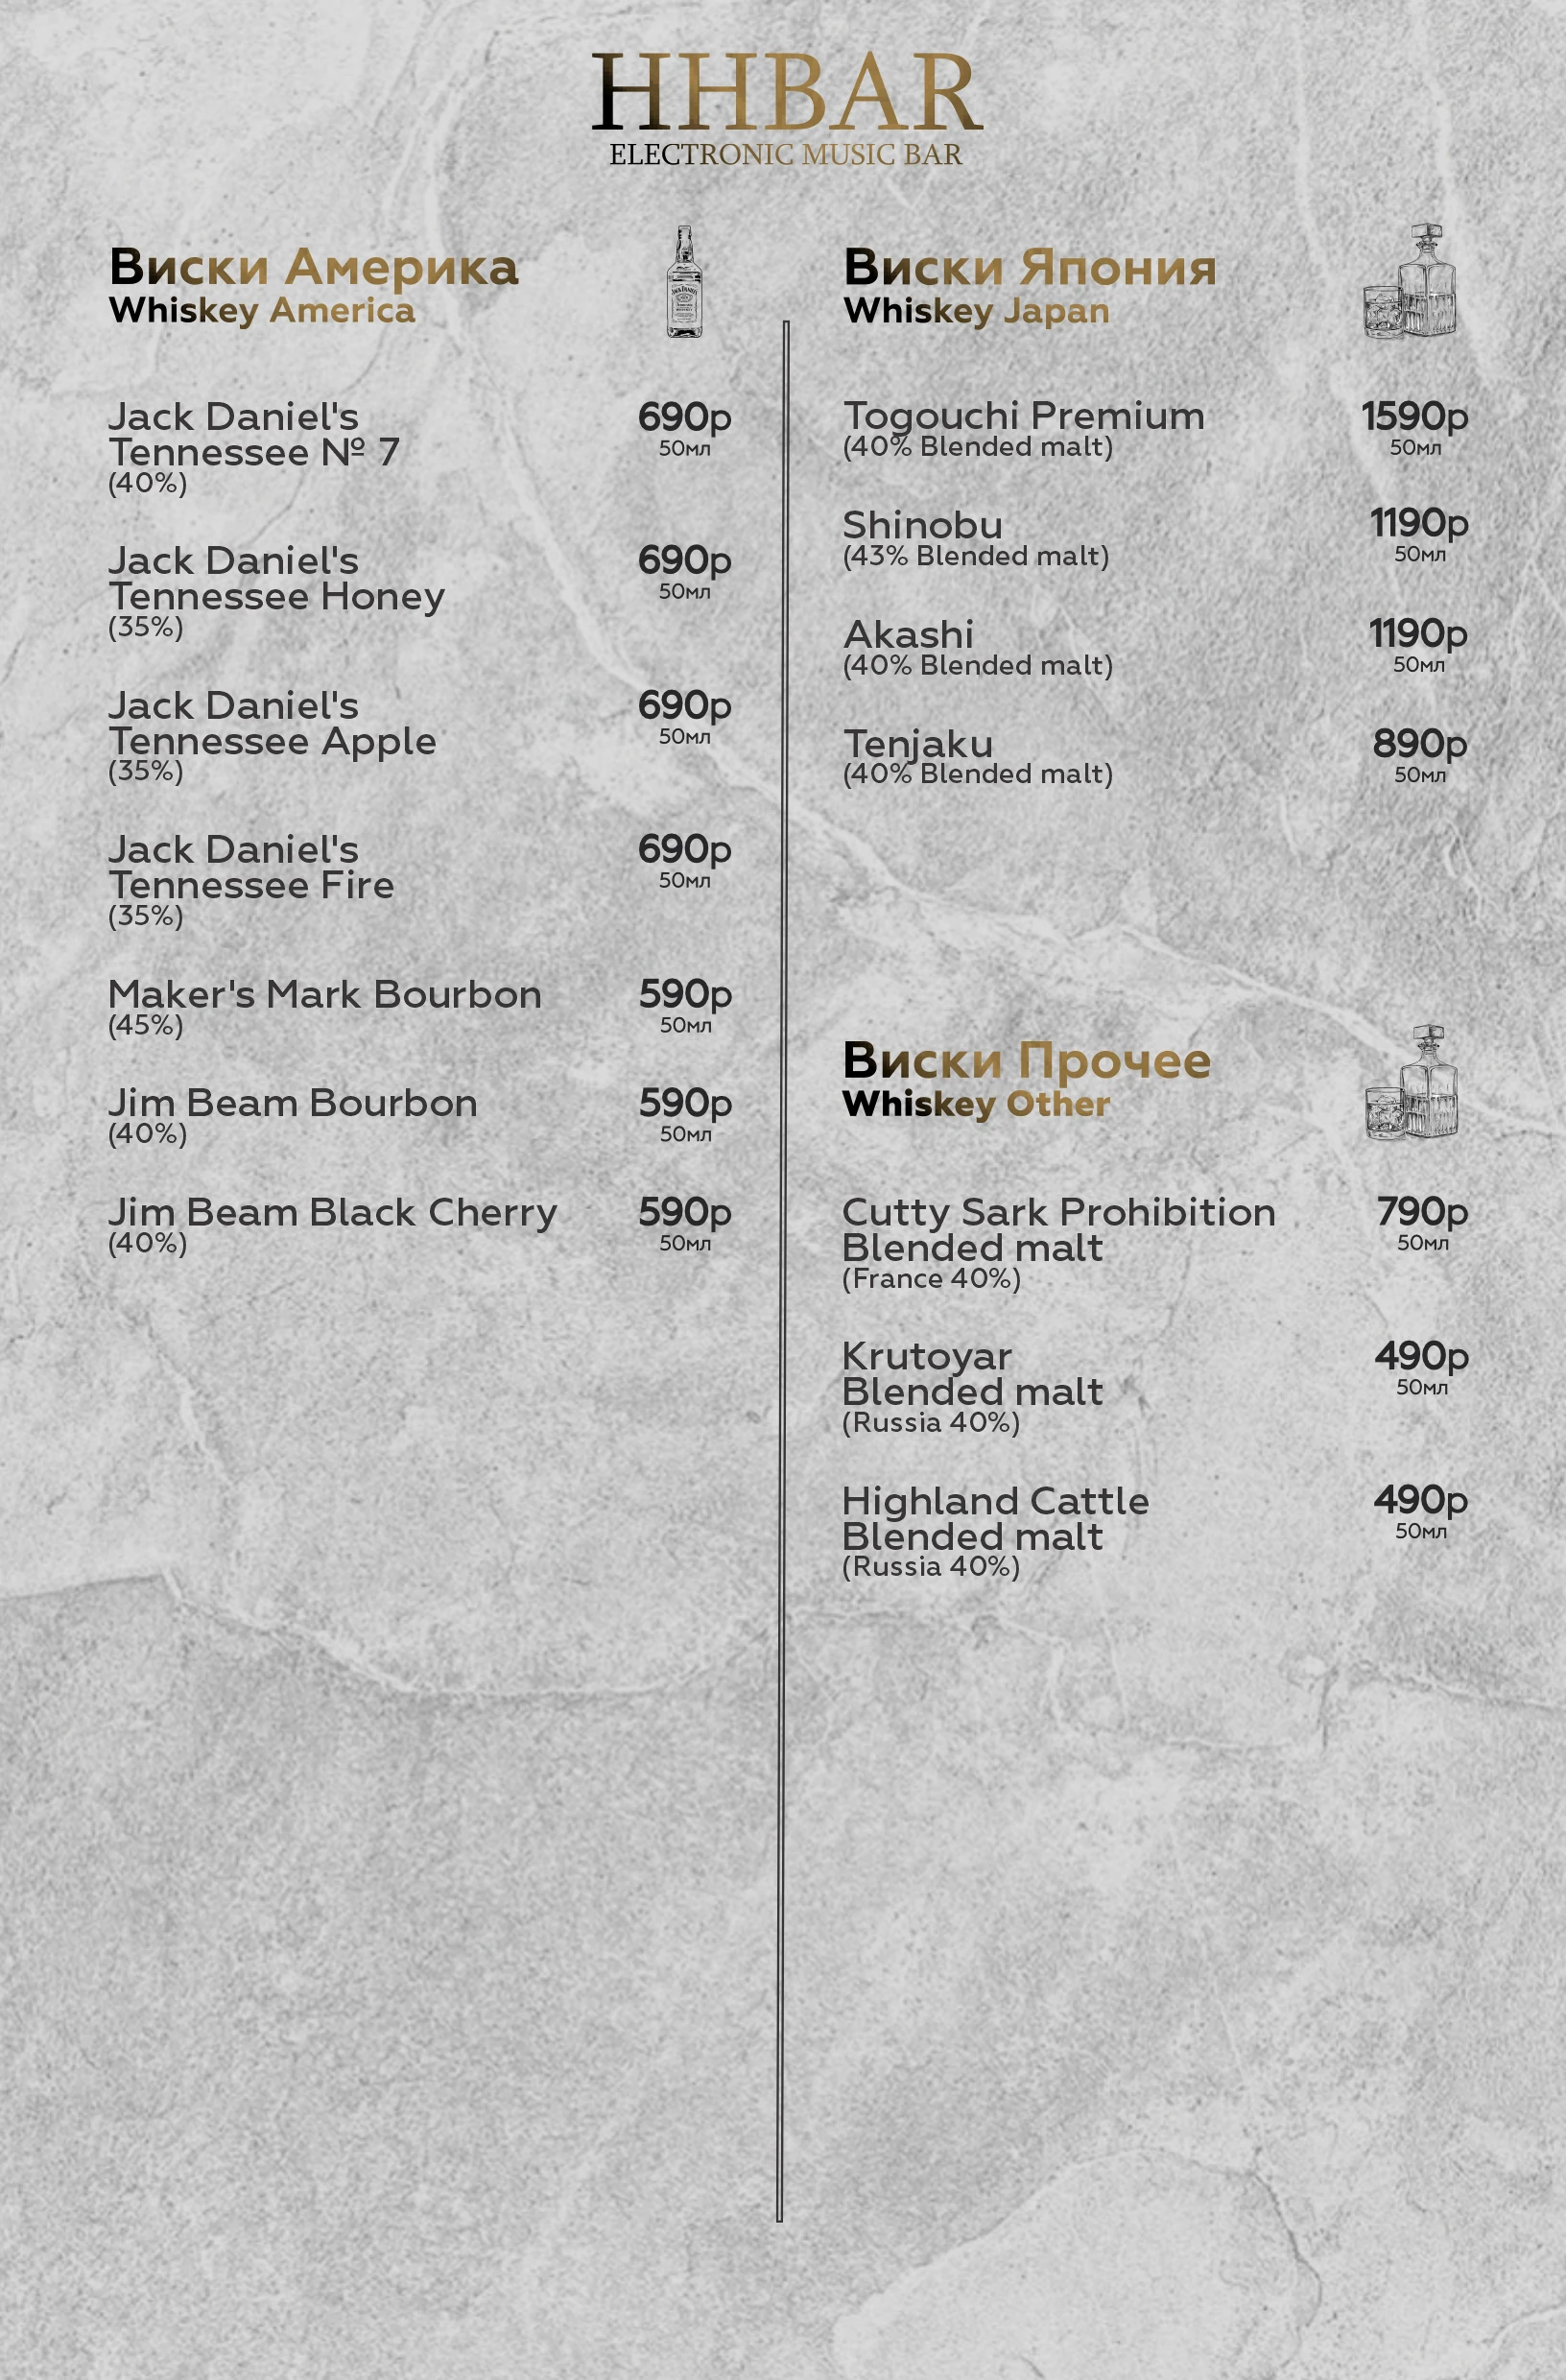 HHBAR
ELECTRONIC MUSIC BAR
Виски Америка
Whiskey America
Jack Daniel's
Tennessee № 7
(40%)
690р
50мл
Jack Daniel's
Tennessee Honey
(35%)
690р
50мл
Jack Daniel's
Tennessee Apple
(35%)
690р
50мл
Jack Daniel's
Tennessee Fire
(35%)
690р
50мл
Maker's Mark Bourbon
(45%)
590р
50мл
Jim Beam Bourbon
(40%)
590р
50мл
Jim Beam Black Cherry
(40%)
590р
50мл
Виски Япония
Whiskey Japan
Togouchi Premium
(40% Blended malt)
1590р
50мл
Shinobu
(43% Blended malt)
1190р
50мл
Akashi
(40% Blended malt)
1190р
50мл
Tenjaku
(40% Blended malt)
890р
50мл
Виски Прочее
Whiskey Other
Cutty Sark Prohibition
Blended malt
(France 40%)
790р
50мл
Krutoyar
Blended malt
(Russia 40%)
490р
50мл
Highland Cattle
Blended malt
(Russia 40%)
490р
50мл